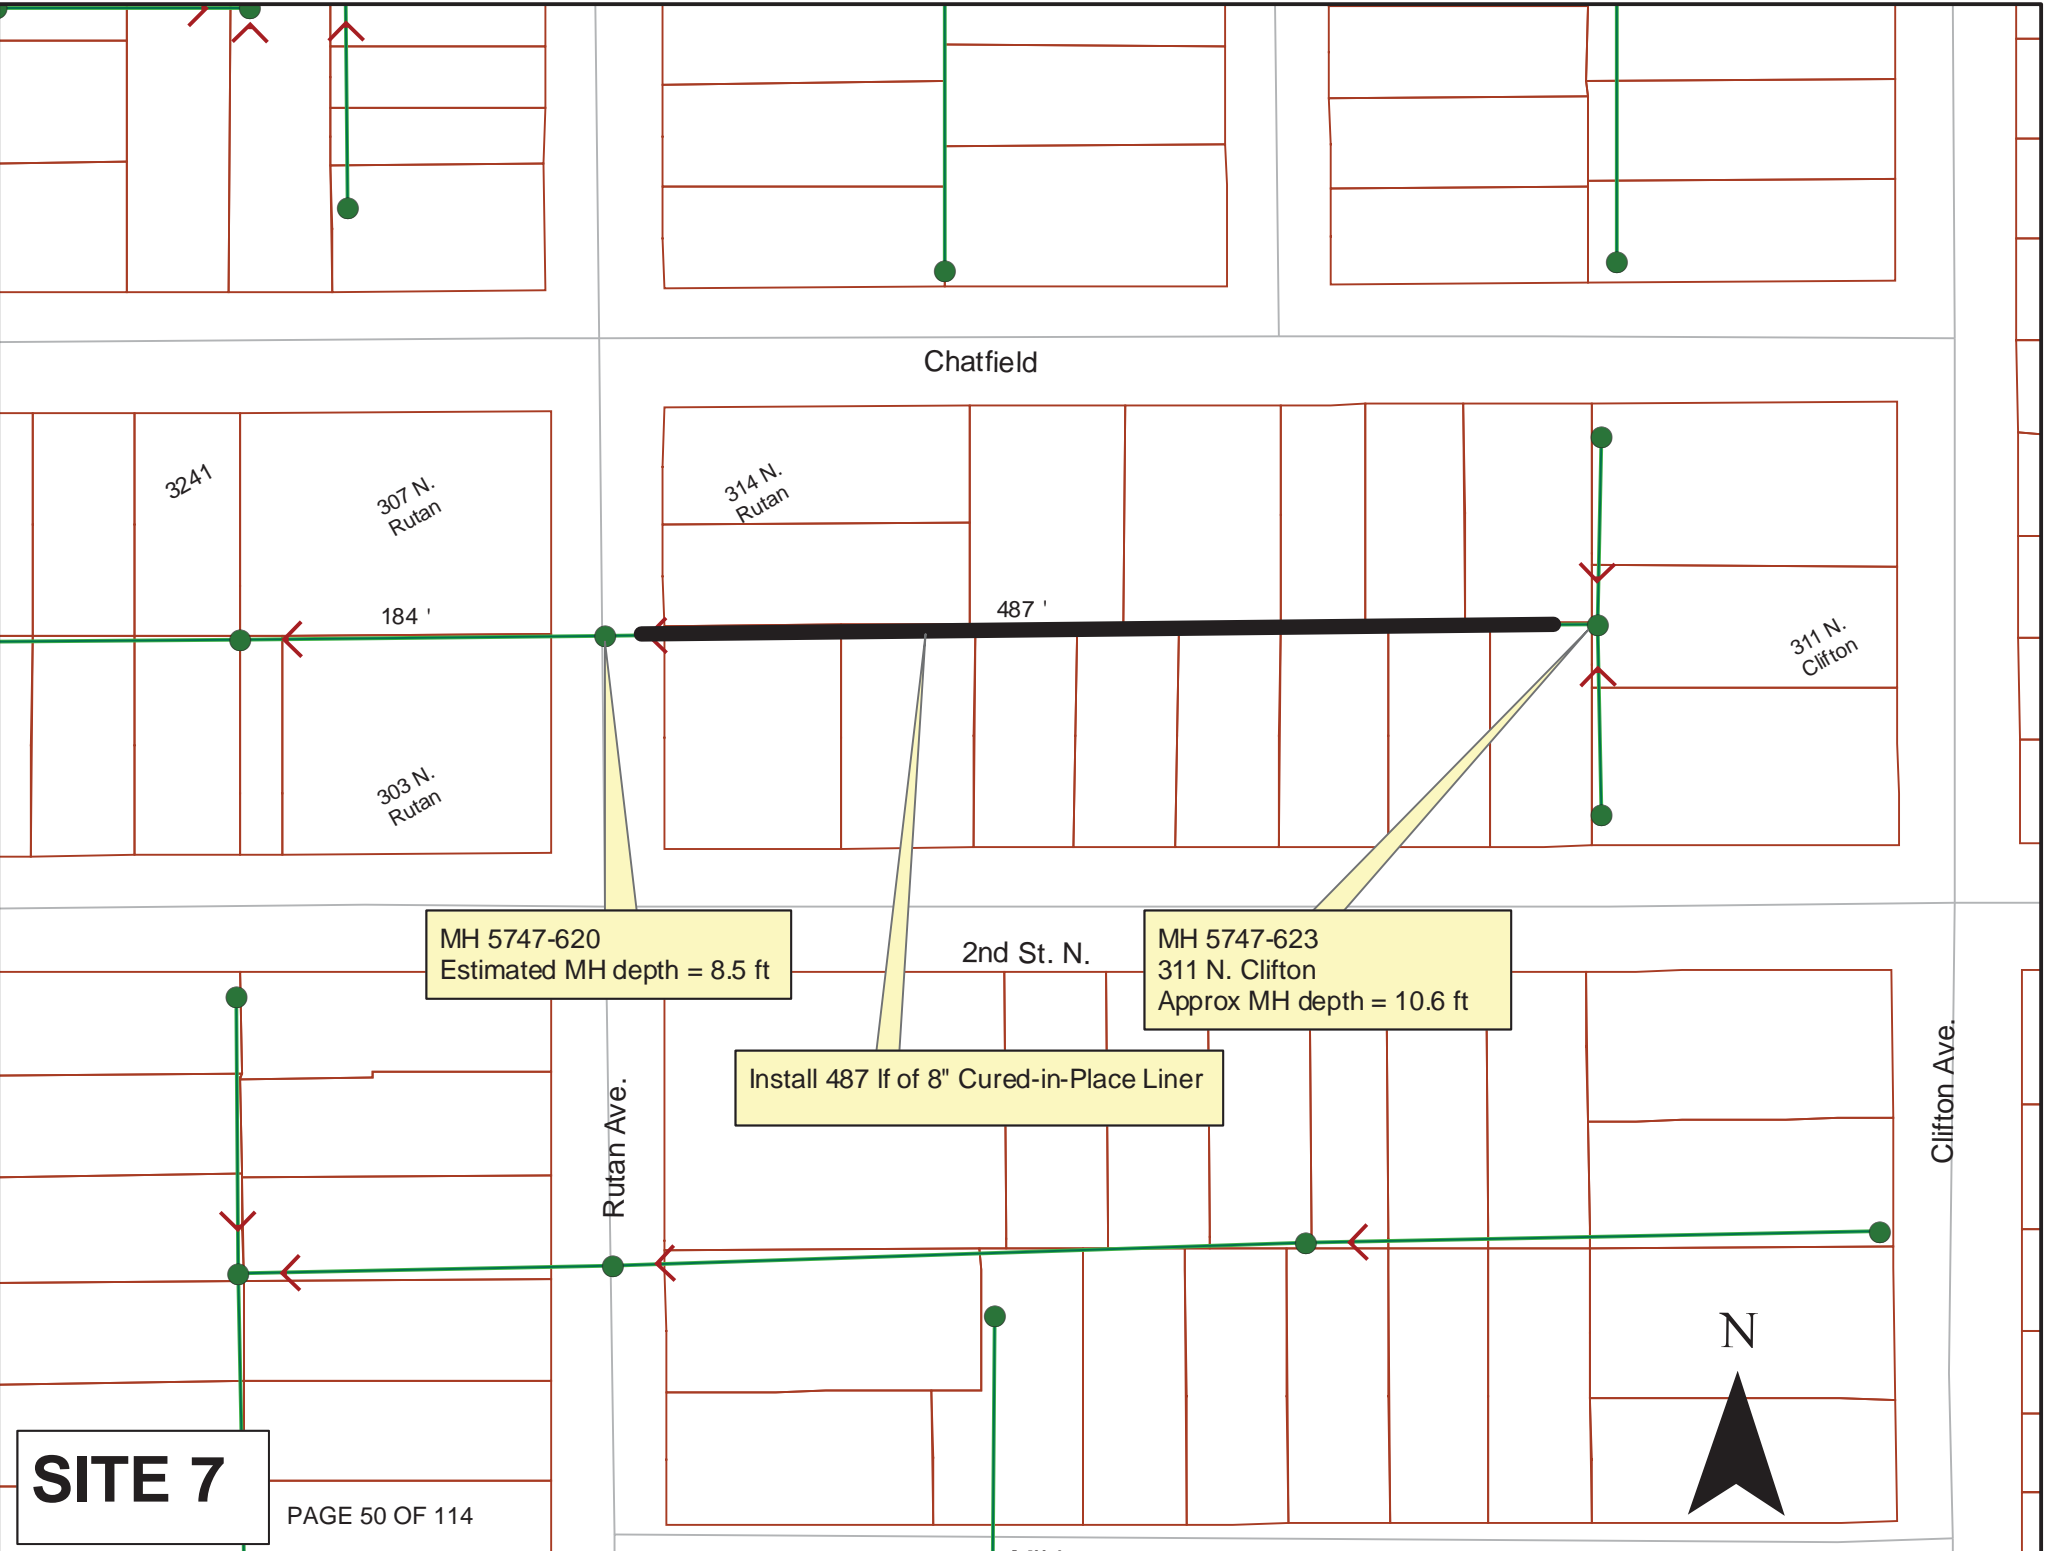 Chatfield
3241
307 N.
Rutan
314 N.
Rutan
184 '
487 '
311 N.
Clifton
303 N.
Rutan
MH 5747-620
Estimated MH depth = 8.5 ft
2nd St. N.
MH 5747-623
311 N. Clifton
Approx MH depth = 10.6 ft
Install 487 lf of 8" Cured-in-Place Liner
Rutan Ave.
Clifton Ave.
N
SITE 7
PAGE 50 OF 114